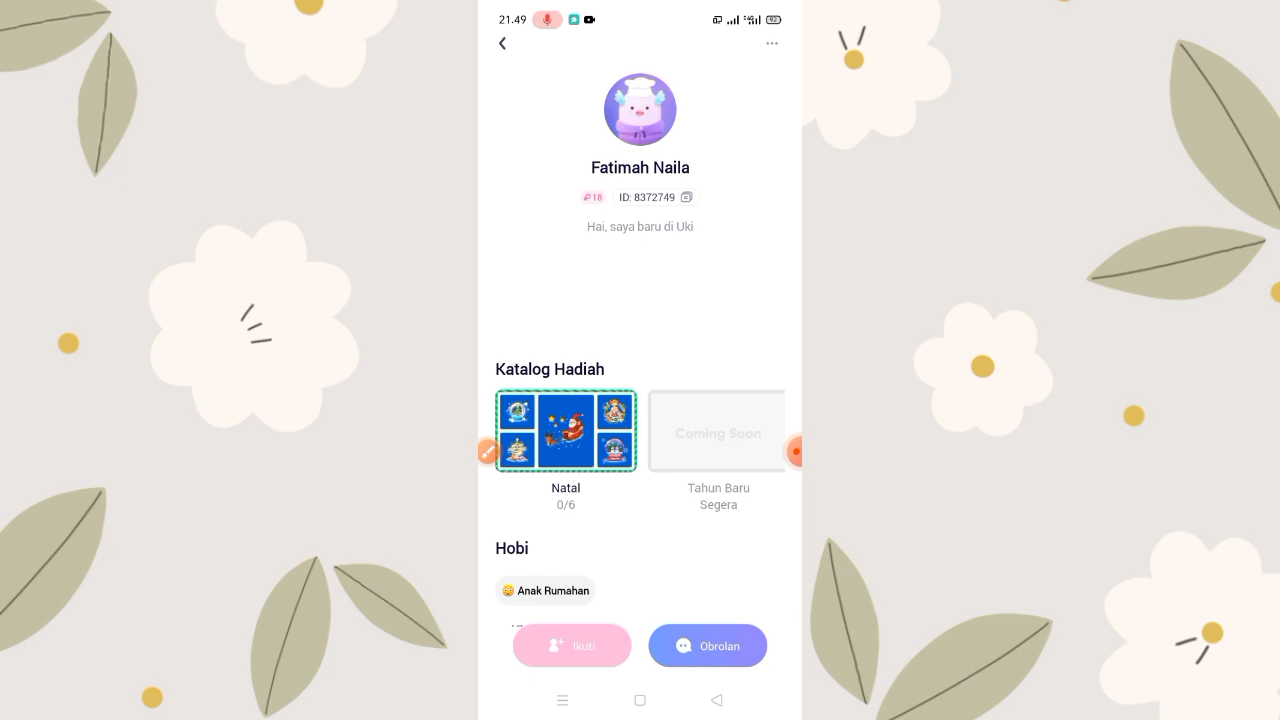 21.49
92
Fatimah Naila
18 ID: 8372749
Hai, saya baru di Uki
Katalog Hadiah
Coming Soon
Natal
0/6
Tahun Baru
Segera
Hobi
Anak Rumahan
Ikuti
Obrolan